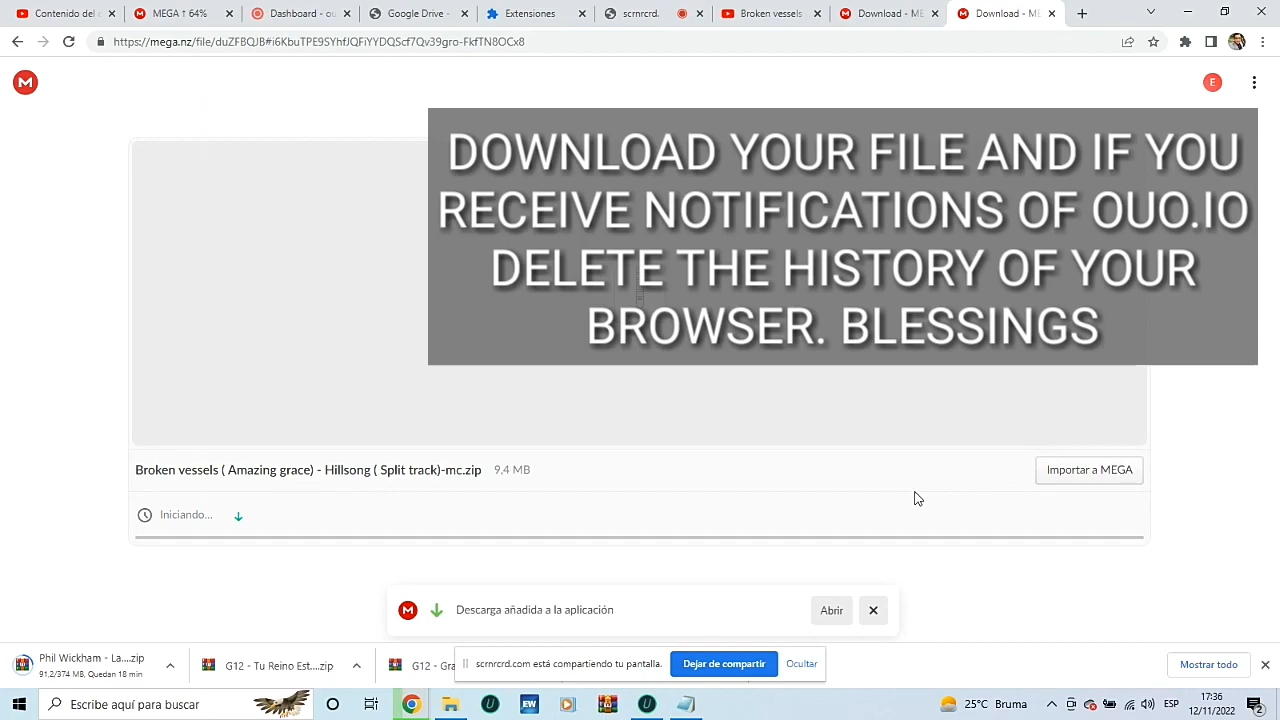 Contenido del c
MEGA ↑ 64%
Dashboard - ou
Google Drive -
Extensiones
scrnrcrd.
Broken vessels
Download - ME
Download - ME
https://mega.nz/file/duZFBQJB#i6KbuTPE9SYhfJQFiYYDQScf7Qv39gro-FkfTN8OCx8
M
E
DOWNLOAD YOUR FILE AND IF YOU
RECEIVE NOTIFICATIONS OF OUO.IO
DELETE THE HISTORY OF YOUR
BROWSER. BLESSINGS
Broken vessels ( Amazing grace) - Hillsong ( Split track)-mc.zip 9.4 MB
Importar a MEGA
Iniciando...
Descarga añadida a la aplicación
Abrir
Phil Wickham - La....zip
91,2/374 MB, Quedan 18 min
G12 - Tu Reino Est....zip
G12 - Gra
scrnrcrd.com está compartiendo tu pantalla.
Dejar de compartir
Ocultar
Mostrar todo
Escribe aquí para buscar
EW
25°C Bruma
ESP
17:36
12/11/2022
2